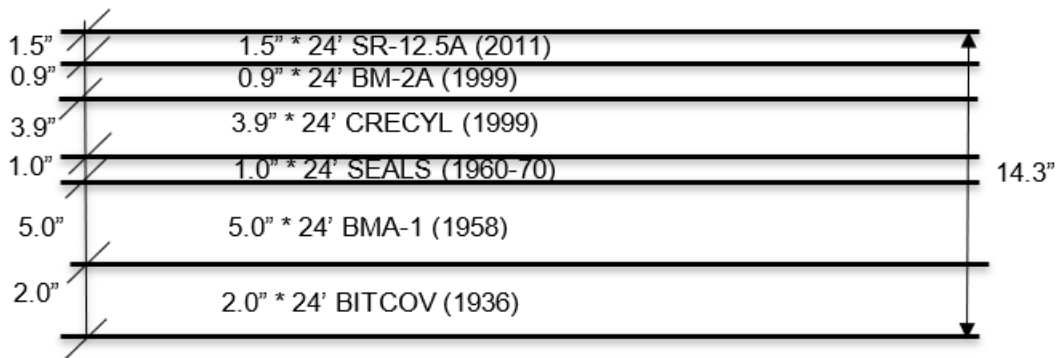 1.5” 1.5” * 24’ SR-12.5A (2011)
0.9” 0.9” * 24’ BM-2A (1999)
3.9” 3.9” * 24’ CRECYL (1999)
1.0” 1.0” * 24’ SEALS (1960-70)
14.3”
5.0” 5.0” * 24’ BMA-1 (1958)
2.0” 2.0” * 24’ BITCOV (1936)